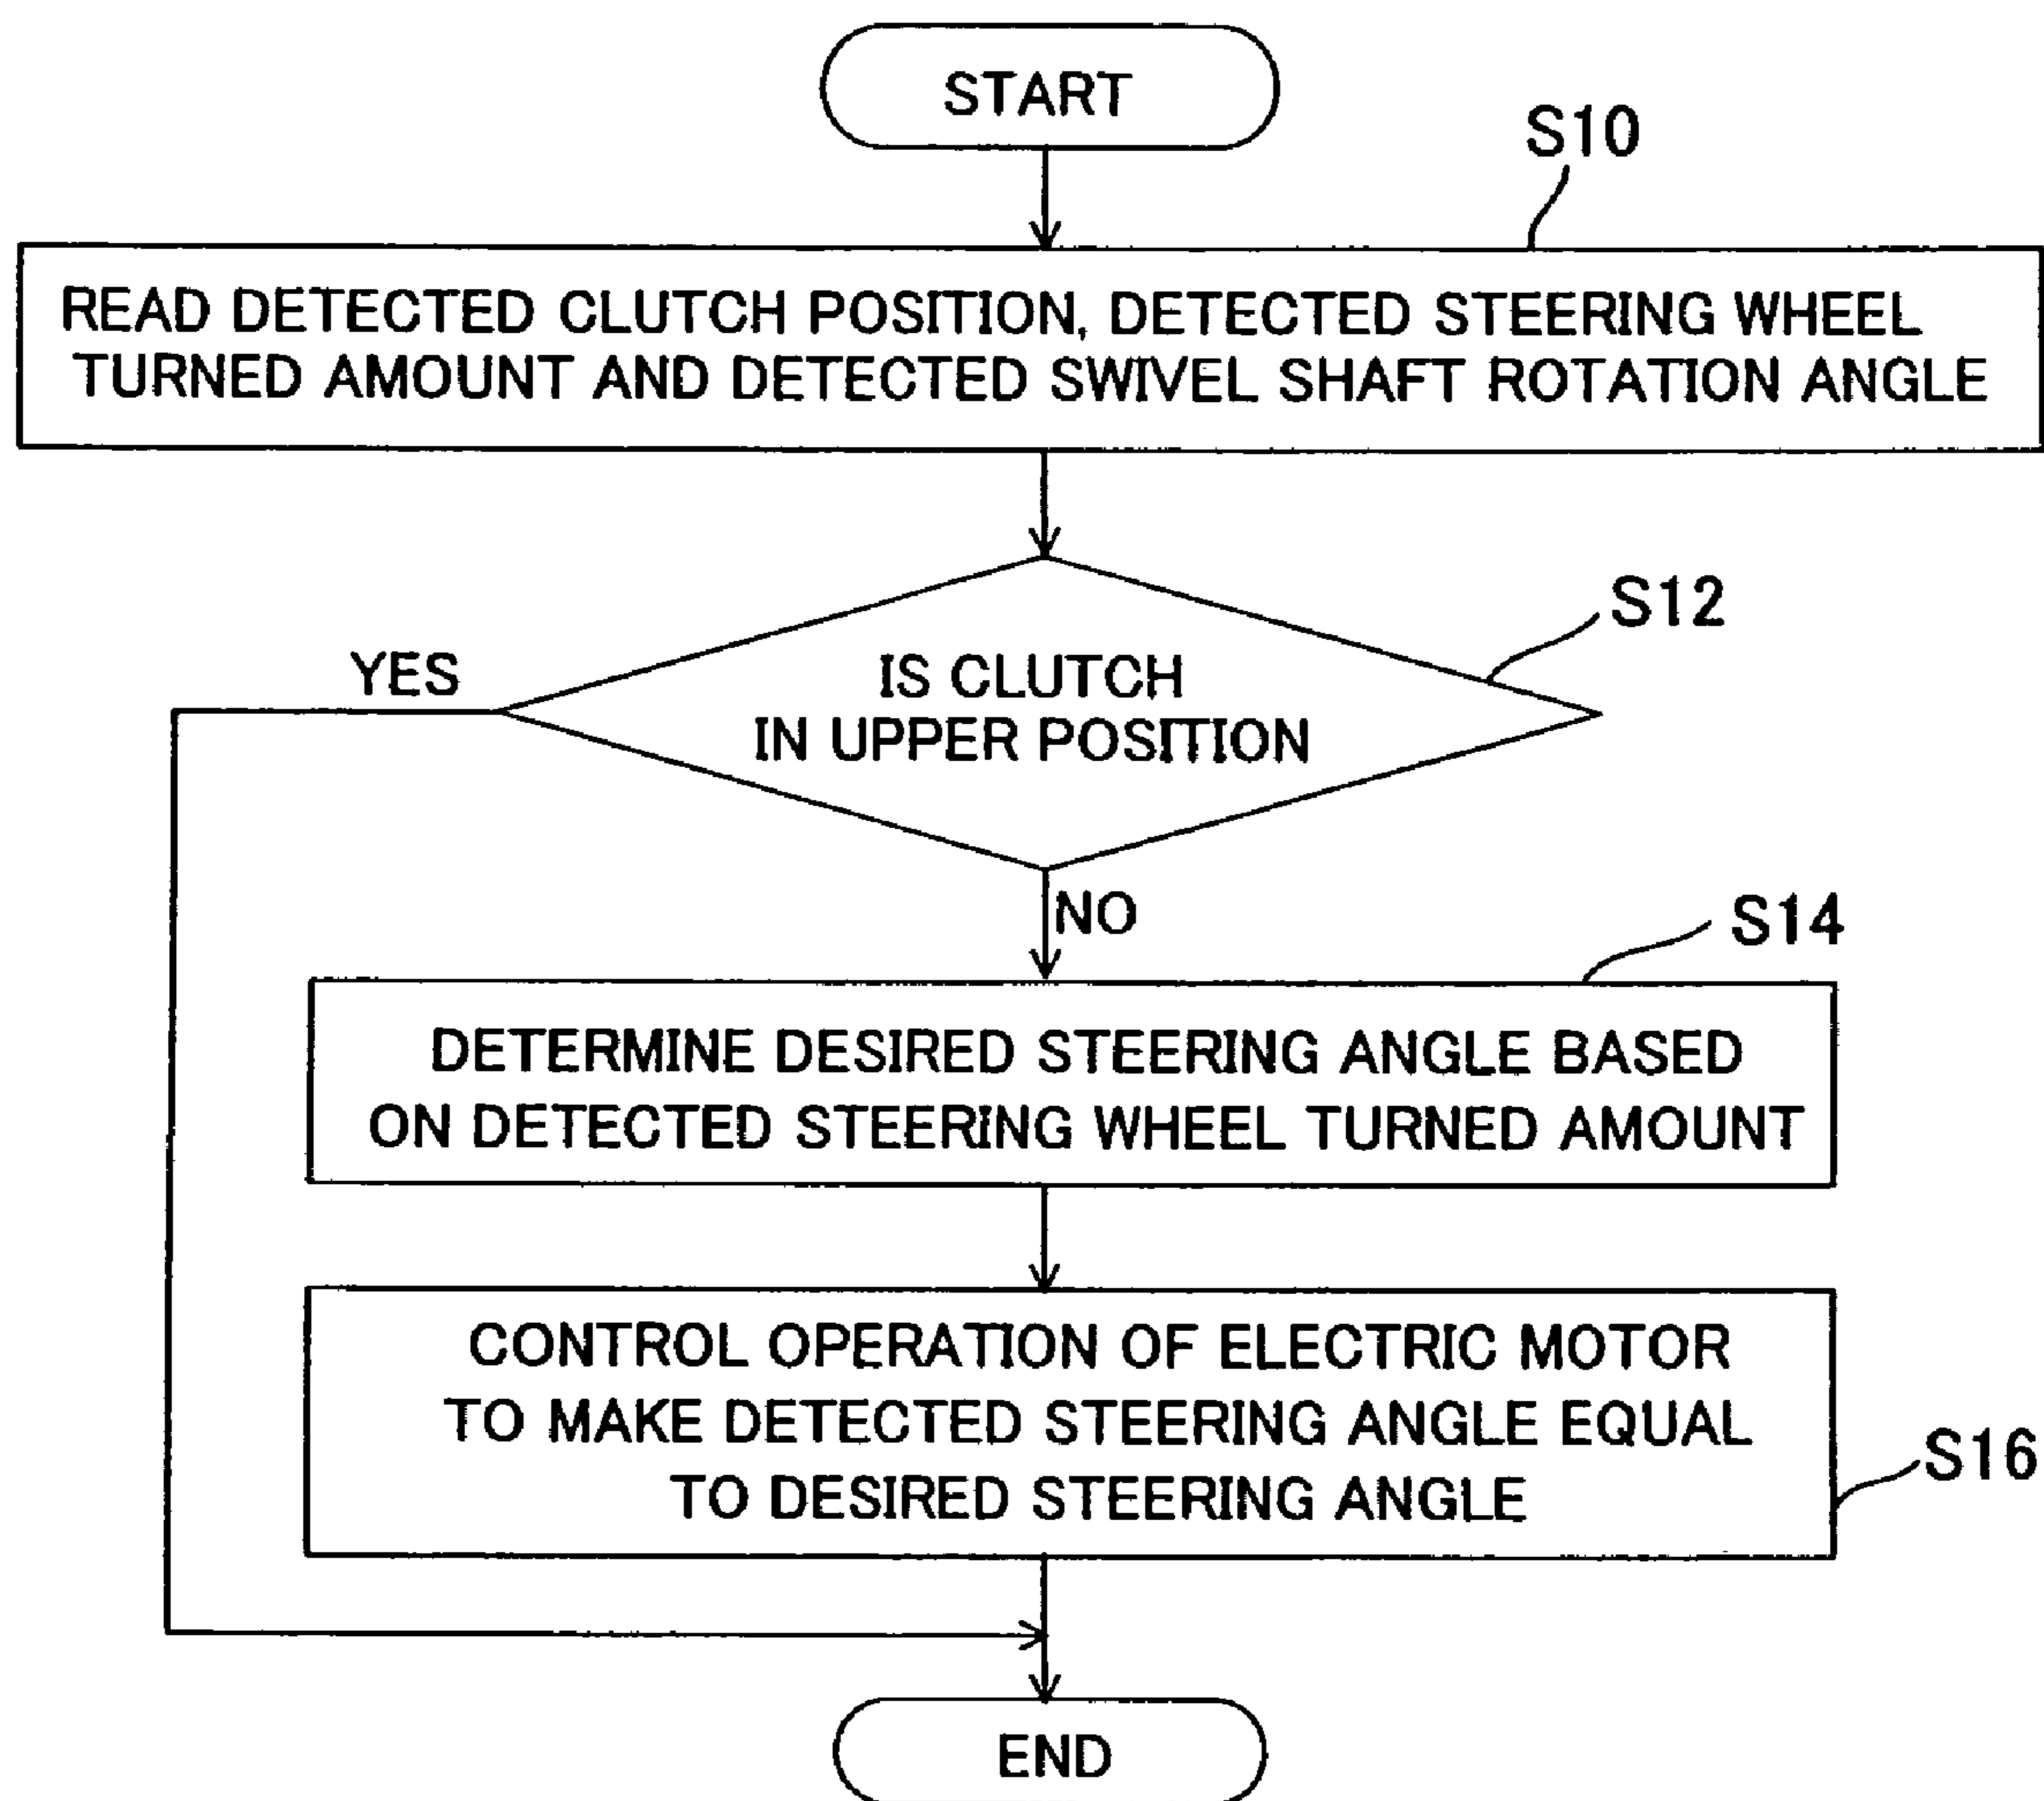 START
S10
READ DETECTED CLUTCH POSITION, DETECTED STEERING WHEEL
TURNED AMOUNT AND DETECTED SWIVEL SHAFT ROTATION ANGLE
S12
YES
IS CLUTCH
IN UPPER POSITION
NO
S14
DETERMINE DESIRED STEERING ANGLE BASED
ON DETECTED STEERING WHEEL TURNED AMOUNT
CONTROL OPERATION OF ELECTRIC MOTOR
TO MAKE DETECTED STEERING ANGLE EQUAL
TO DESIRED STEERING ANGLE
S16
END